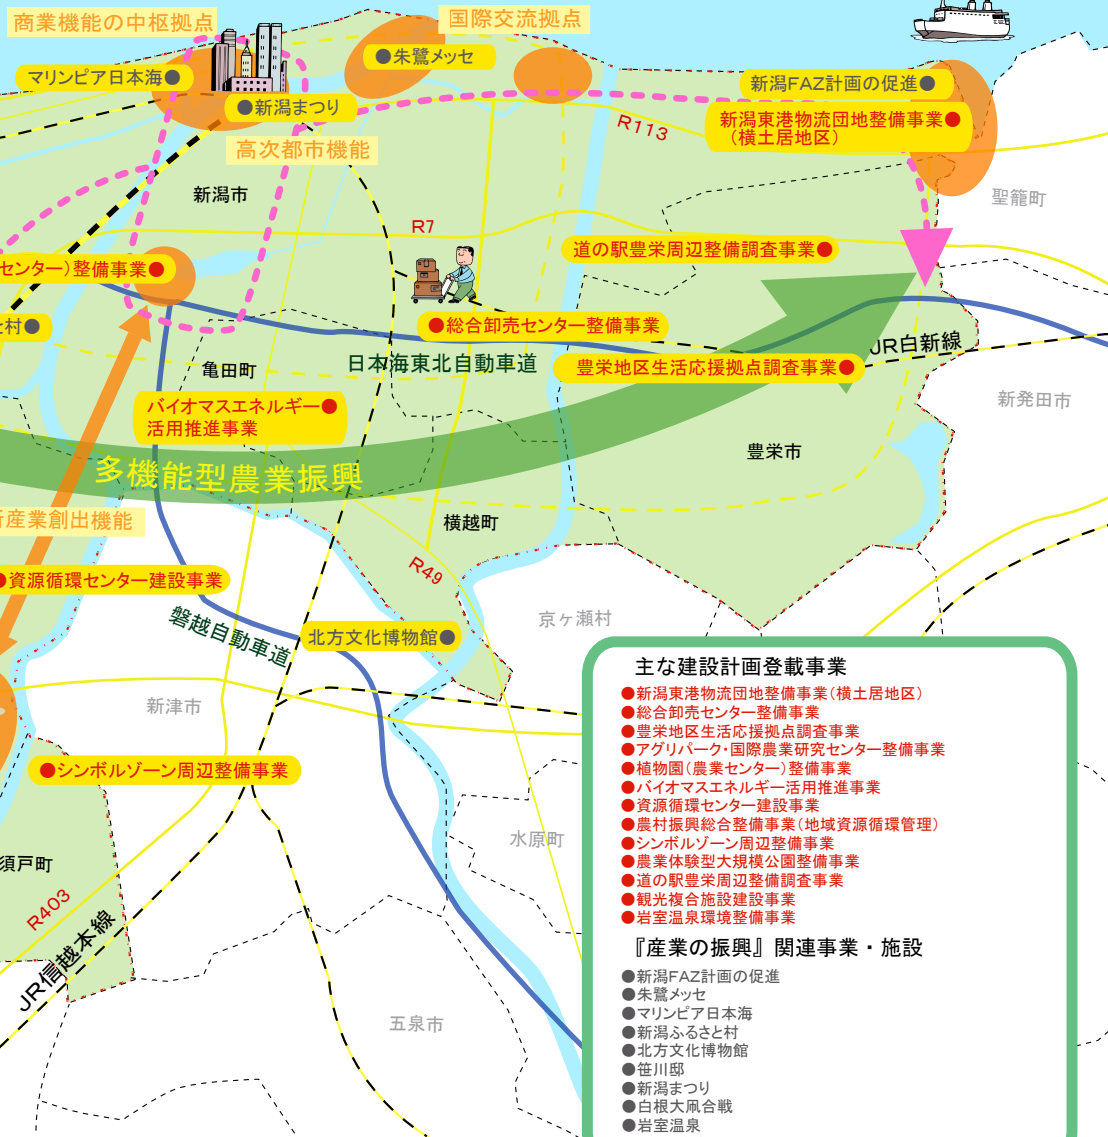 商業機能の中枢拠点
国際交流拠点
●朱鷺メッセ
マリンピア日本海●
●新潟まつり
新潟FAZ計画の促進●
新潟東港物流団地整備事業●
(横土居地区)
R113
高次都市機能
新潟市
聖籠町
R7
道の駅豊栄周辺整備調査事業●
センター)整備事業●
と村●
●総合卸売センター整備事業
JR白新線
日本海東北自動車道
亀田町
豊栄地区生活応援拠点調査事業●
新発田市
バイオマスエネルギー●
活用推進事業
豊栄市
多機能型農業振興
産業創出機能
横越町
R49
●資源循環センター建設事業
磐越自動車道
京ヶ瀬村
北方文化博物館●
新津市
●シンボルゾーン周辺整備事業
水原町
須戸町
R403
JR信越本線
五泉市
主な建設計画登載事業
●新潟東港物流団地整備事業(横土居地区)
●総合卸売センター整備事業
●豊栄地区生活応援拠点調査事業
●アグリパーク・国際農業研究センター整備事業
●植物園(農業センター)整備事業
●バイオマスエネルギー活用推進事業
●資源循環センター建設事業
●農村振興総合整備事業(地域資源循環管理)
●シンボルゾーン周辺整備事業
●農業体験型大規模公園整備事業
●道の駅豊栄周辺整備調査事業
●観光複合施設建設事業
●岩室温泉環境整備事業
『産業の振興』関連事業・施設
●新潟FAZ計画の促進
●朱鷺メッセ
●マリンピア日本海
●新潟ふるさと村
●北方文化博物館
●笹川邸
●新潟まつり
●白根大凧合戦
●岩室温泉